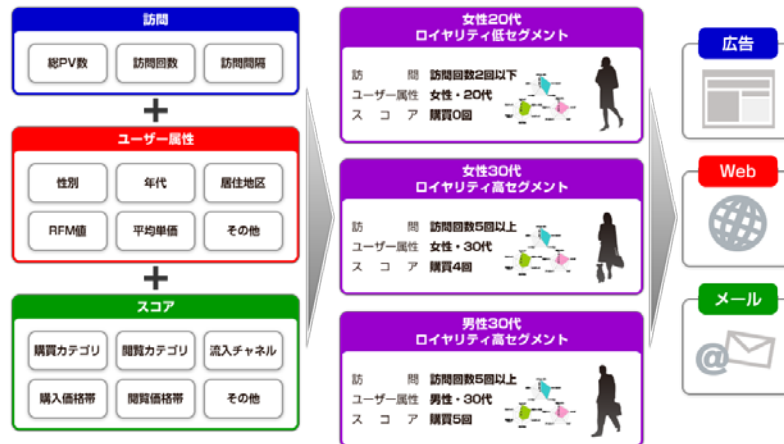 訪問
総PV数
訪問回数
訪問間隔
+
ユーザー属性
性別
年代
居住地区
RFM値
平均単価
その他
+
スコア
購買カテゴリ
閲覧カテゴリ
流入チャネル
購入価格帯
閲覧価格帯
その他
女性20代
ロイヤリティ低セグメント
訪問 訪問回数2回以下
ユーザー属性 女性・20代
スコア 購買0回
女性30代
ロイヤリティ高セグメント
訪問 訪問回数5回以上
ユーザー属性 女性・30代
スコア 購買4回
男性30代
ロイヤリティ高セグメント
訪問 訪問回数5回以上
ユーザー属性 男性・30代
スコア 購買5回
広告
Web
メール
@